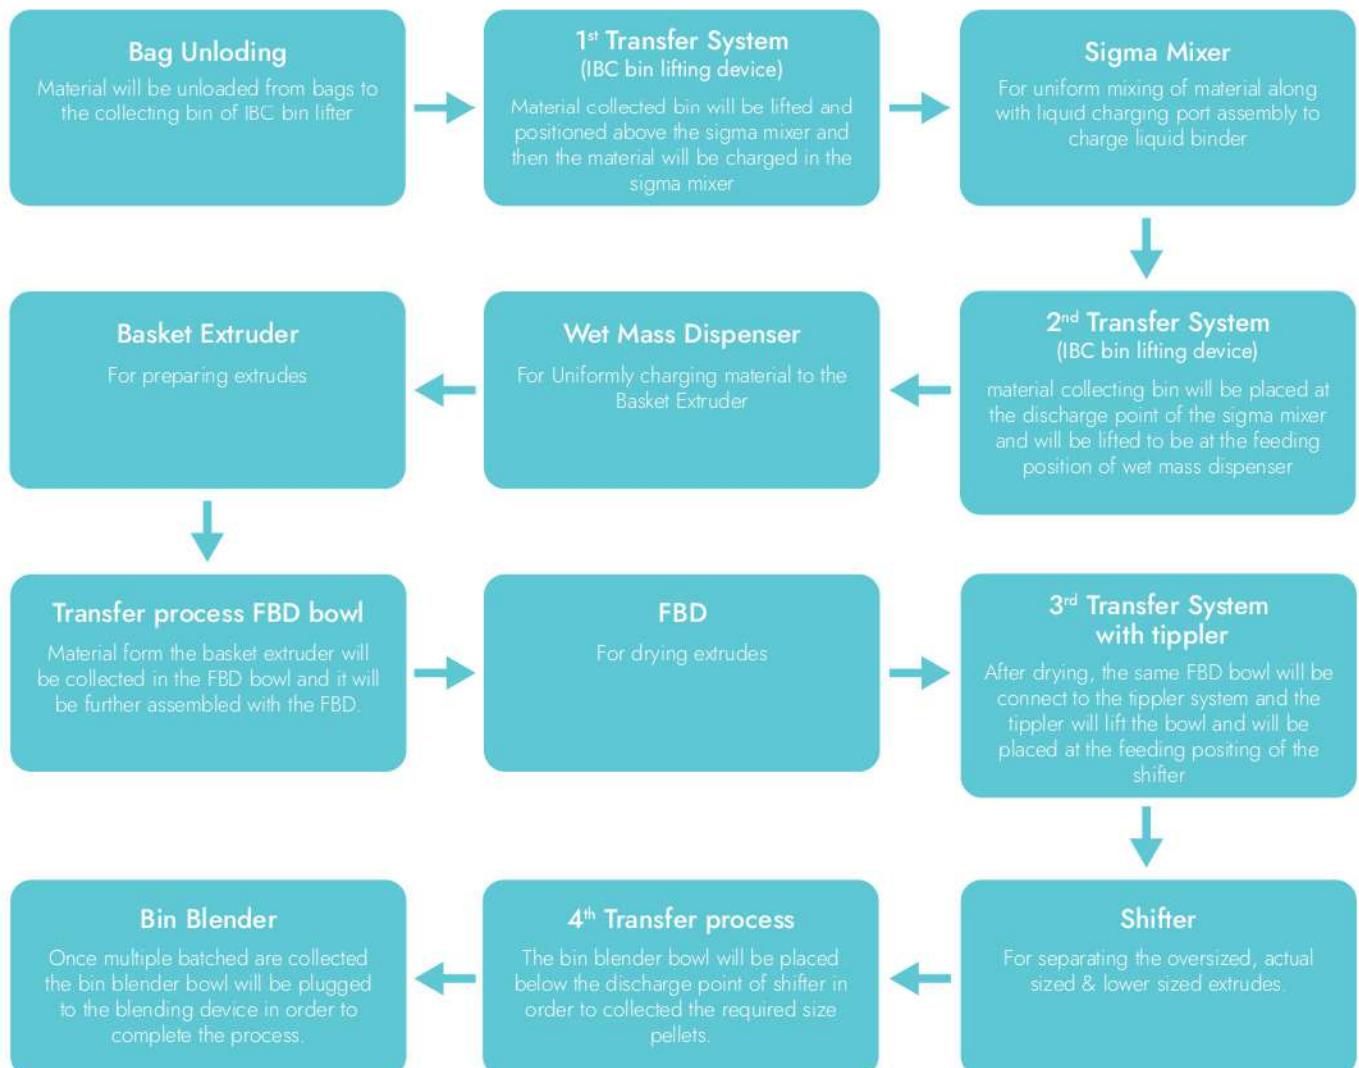 Bag Unloding
Material will be unloaded from bags to
the collecting bin of IBC bin lifter
1st Transfer System
(IBC bin lifting device)
Material collected bin will be lifted and
positioned above the sigma mixer and
then the material will be charged in the
sigma mixer
Sigma Mixer
For uniform mixing of material along
with liquid charging port assembly to
charge liquid binder
2nd Transfer System
(IBC bin lifting device)
material collecting bin will be placed at
the discharge point of the sigma mixer
and will be lifted to be at the feeding
position of wet mass dispenser
Wet Mass Dispenser
For Uniformly charging material to the
Basket Extruder
Basket Extruder
For preparing extrudes
Transfer process FBD bowl
Material form the basket extruder will
be collected in the FBD bowl and it will
be further assembled with the FBD.
FBD
For drying extrudes
3rd Transfer System
with tippler
After drying, the same FBD bowl will be
connect to the tippler system and the
tippler will lift the bowl and will be
placed at the feeding positing of the
shifter
Shifter
For separating the oversized, actual
sized & lower sized extrudes.
4th Transfer process
The bin blender bowl will be placed
below the discharge point of shifter in
order to collected the required size
pellets.
Bin Blender
Once multiple batched are collected
the bin blender bowl will be plugged
to the blending device in order to
complete the process.